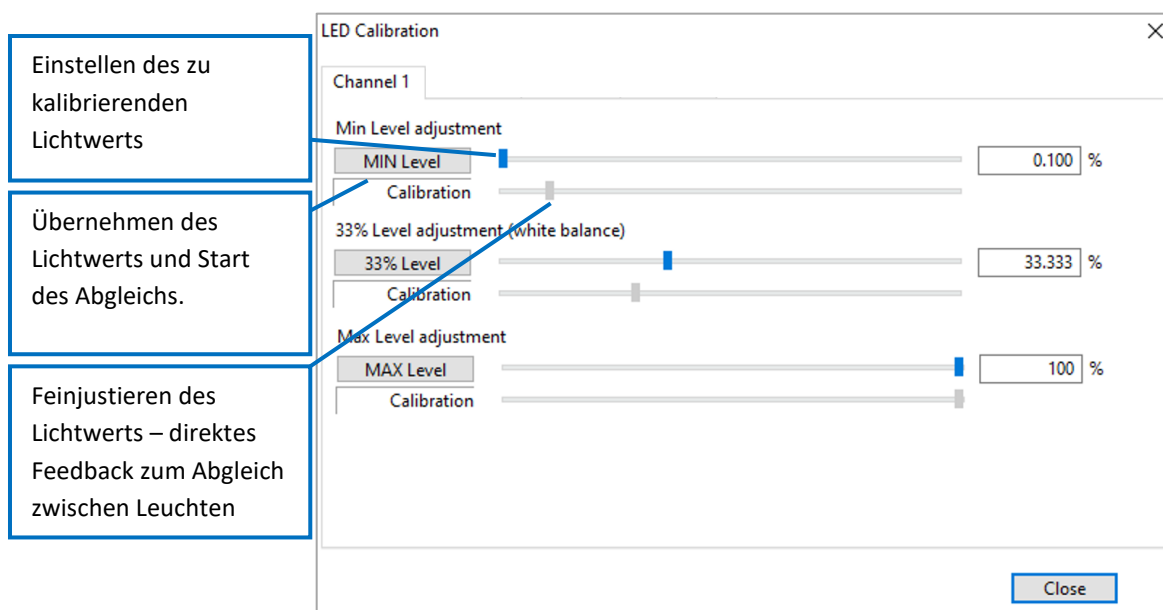 Einstellen des zu
kalibrierenden
Lichtwerts
Übernehmen des
Lichtwerts und Start
des Abgleichs.
Feinjustieren des
Lichtwerts – direktes
Feedback zum Abgleich
zwischen Leuchten
LED Calibration
Channel 1
Min Level adjustment
MIN Level 0.100 %
Calibration
33% Level adjustment (white balance)
33% Level 33.333 %
Calibration
Max Level adjustment
MAX Level 100 %
Calibration
Close